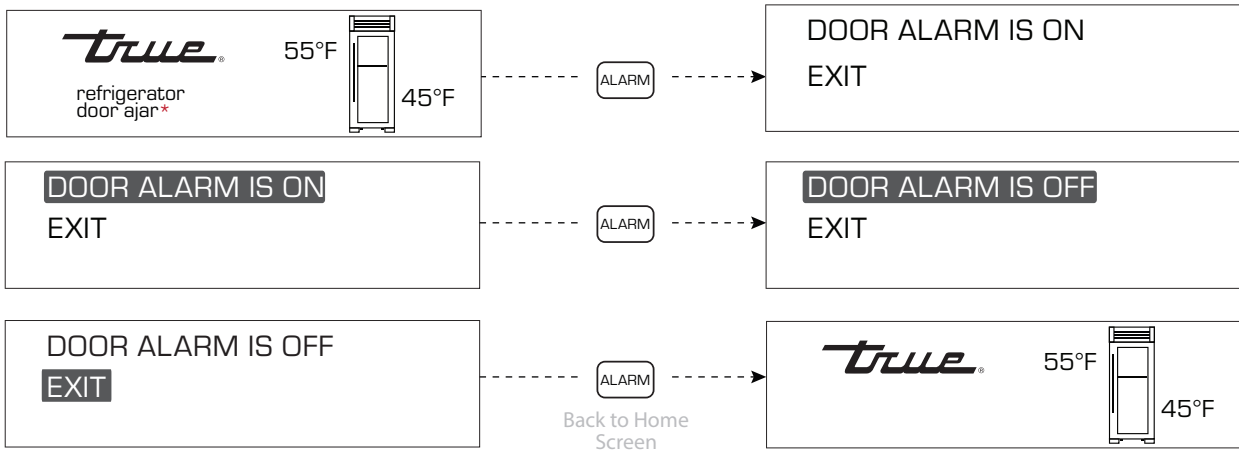 true®
55°F
refrigerator
door ajar*
45°F
ALARM
DOOR ALARM IS ON
EXIT
DOOR ALARM IS ON
EXIT
ALARM
DOOR ALARM IS OFF
EXIT
DOOR ALARM IS OFF
EXIT
ALARM
Back to Home
Screen
true®
55°F
45°F